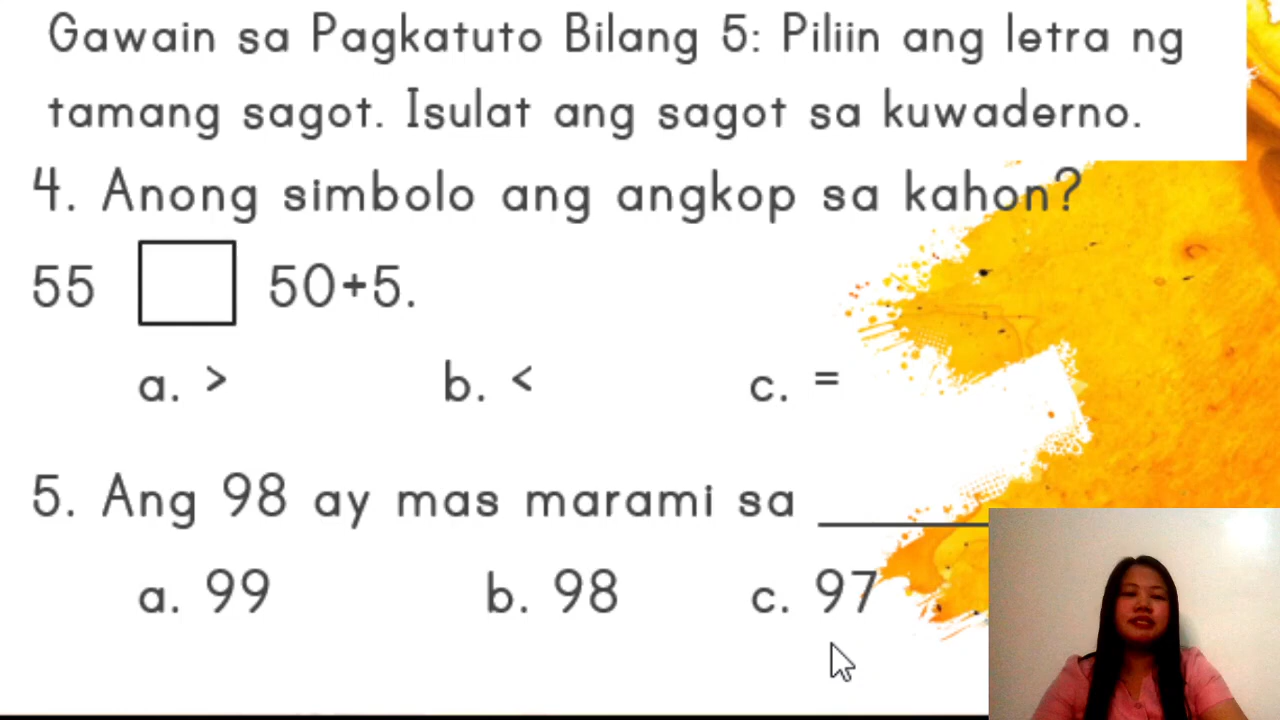 Gawain sa Pagkatuto Bilang 5: Piliin ang letra ng
tamang sagot. Isulat ang sagot sa kuwaderno.
4. Anong simbolo ang angkop sa kahon?
55 50+5.
a. > b. < c. =
5. Ang 98 ay mas marami sa ______
a. 99 b. 98 c. 97